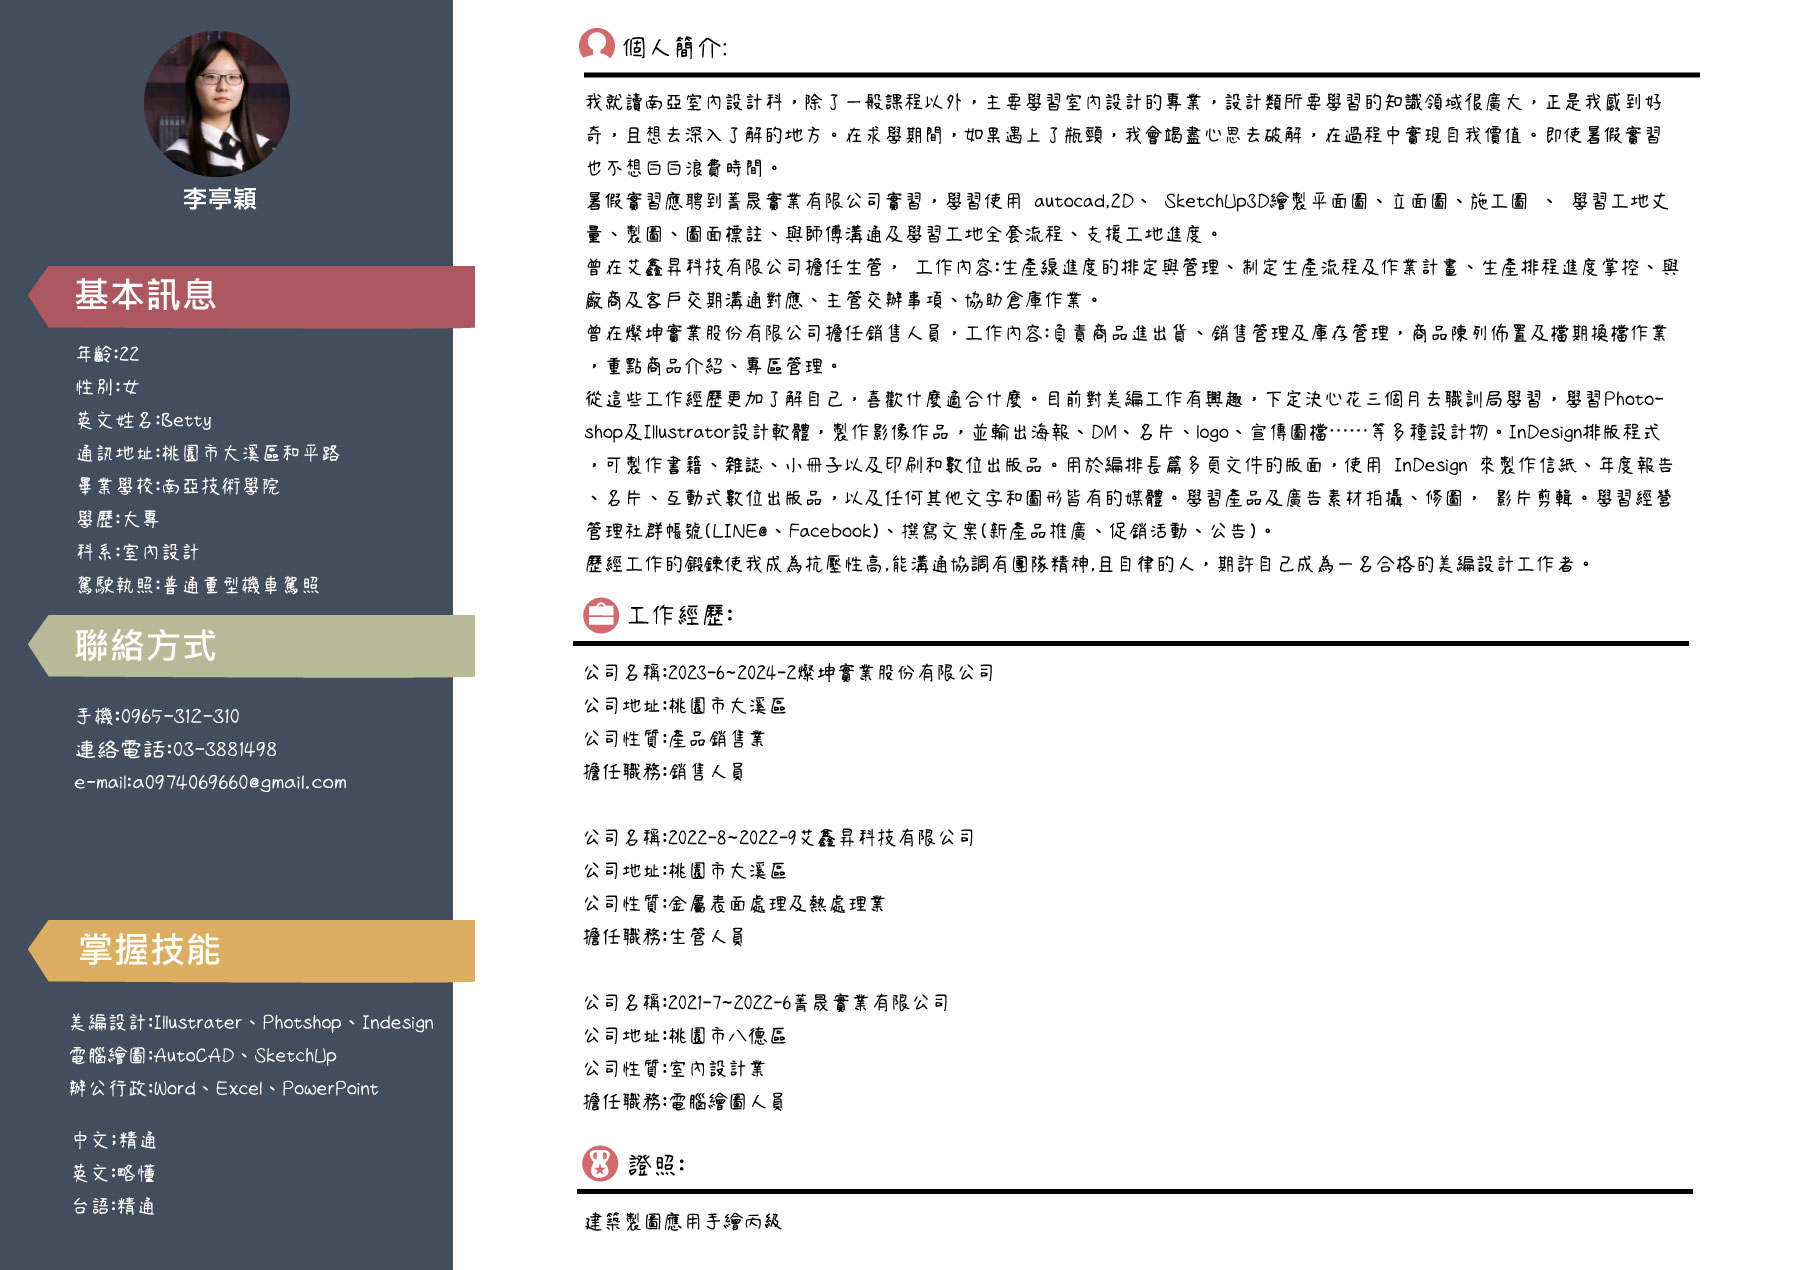 李亭穎
基本訊息
年齡:22
性別:女
英文姓名:Betty
通訊地址:桃園市大溪區和平路
畢業學校:南亞技術學院
學歷:大專
科系:室內設計
駕駛執照:普通重型機車駕照
聯絡方式
手機:0965-312-310
連絡電話:03-3881498
e-mail:a0974069660@gmail.com
掌握技能
美編設計:Illustrater、Photshop、Indesign
電腦繪圖:AutoCAD、SketchUp
辦公行政:Word、Excel、PowerPoint
中文;精通
英文:略懂
台語:精通
個人簡介:
我就讀南亞室內設計科，除了一般課程以外，主要學習室內設計的專業，設計類所要學習的知識領域很廣大，正是我感到好
奇，且想去深入了解的地方。在求學期間，如果遇上了瓶頸，我會竭盡心思去破解，在過程中實現自我價值。即使暑假實習
也不想白白浪費時間。
暑假實習應聘到菁晟實業有限公司實習，學習使用 autocad.2D、 SketchUp3D繪製平面圖、立面圖、施工圖 、 學習工地丈
量、製圖、圖面標註、與師傅溝通及學習工地全套流程、支援工地進度。
曾在艾鑫昇科技有限公司擔任生管， 工作內容:生產線進度的排定與管理、制定生產流程及作業計畫、生產排程進度掌控、與
廠商及客戶交期溝通對應、主管交辦事項、協助倉庫作業。
曾在燦坤實業股份有限公司擔任銷售人員，工作內容:負責商品進出貨、銷售管理及庫存管理，商品陳列佈置及檔期換檔作業
，重點商品介紹、專區管理。
從這些工作經歷更加了解自己，喜歡什麼適合什麼。目前對美編工作有興趣，下定決心花三個月去職訓局學習，學習Photo-
shop及Illustrator設計軟體，製作影像作品，並輸出海報、DM、名片、logo、宣傳圖檔……等多種設計物。InDesign排版程式
，可製作書籍、雜誌、小冊子以及印刷和數位出版品。用於編排長篇多頁文件的版面，使用 InDesign 來製作信紙、年度報告
、名片、互動式數位出版品，以及任何其他文字和圖形皆有的媒體。學習產品及廣告素材拍攝、修圖， 影片剪輯。學習經營
管理社群帳號(LINE@、Facebook)、撰寫文案(新產品推廣、促銷活動、公告)。
歷經工作的鍛鍊使我成為抗壓性高,能溝通協調有團隊精神,且自律的人，期許自己成為一名合格的美編設計工作者。
工作經歷:
公司名稱:2023-6~2024-2燦坤實業股份有限公司
公司地址:桃園市大溪區
公司性質:產品銷售業
擔任職務:銷售人員
公司名稱:2022-8~2022-9艾鑫昇科技有限公司
公司地址:桃園市大溪區
公司性質:金屬表面處理及熱處理業
擔任職務:生管人員
公司名稱:2021-7~2022-6菁晟實業有限公司
公司地址:桃園市八德區
公司性質:室內設計業
擔任職務:電腦繪圖人員
證照:
建築製圖應用手繪丙級